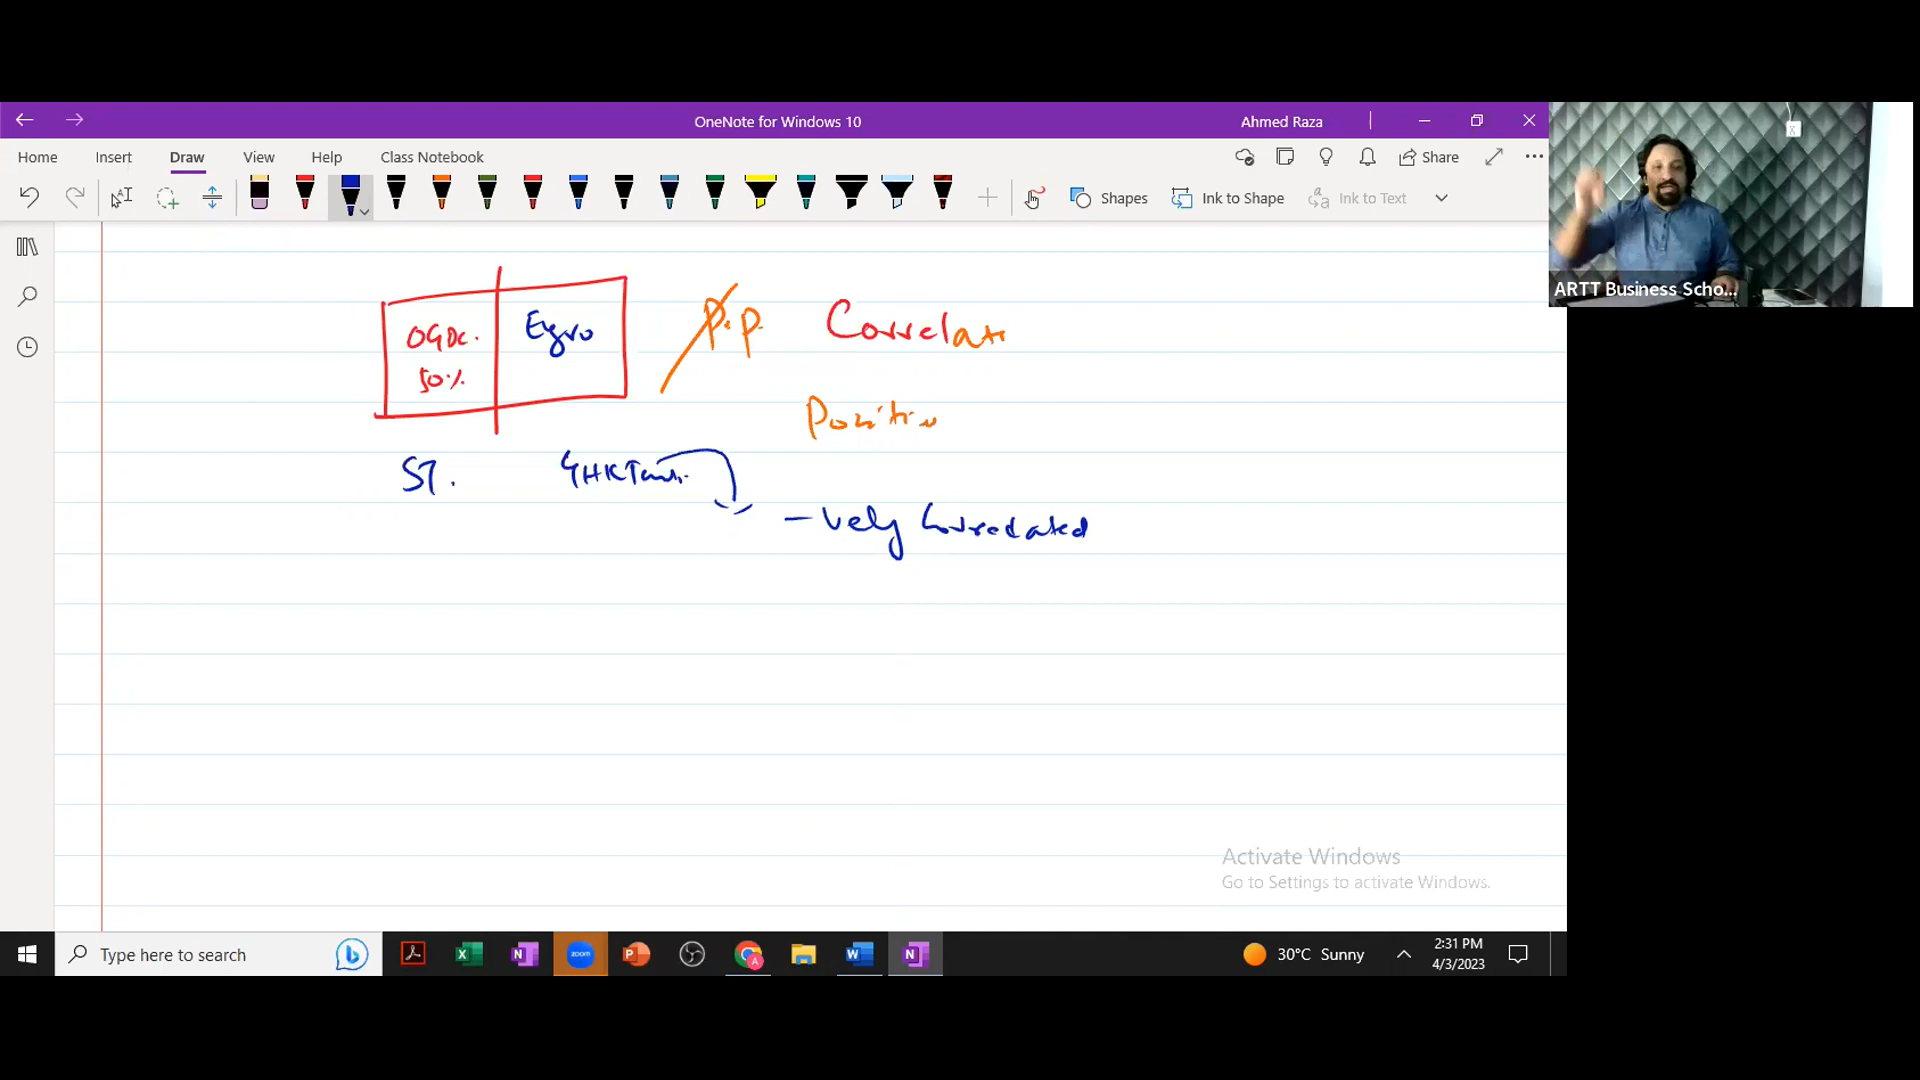 OneNote for Windows 10
Ahmed Raza
Home Insert Draw View Help Class Notebook
Share
Shapes Ink to Shape Ink to Text
ARTT Business Scho...
OGDC. Egro P.P. Correlati
50%
Positive
ST.
-vely Correlated
Activate Windows
Go to Settings to activate Windows.
Type here to search
zoom
30°C Sunny
2:31 PM
4/3/2023